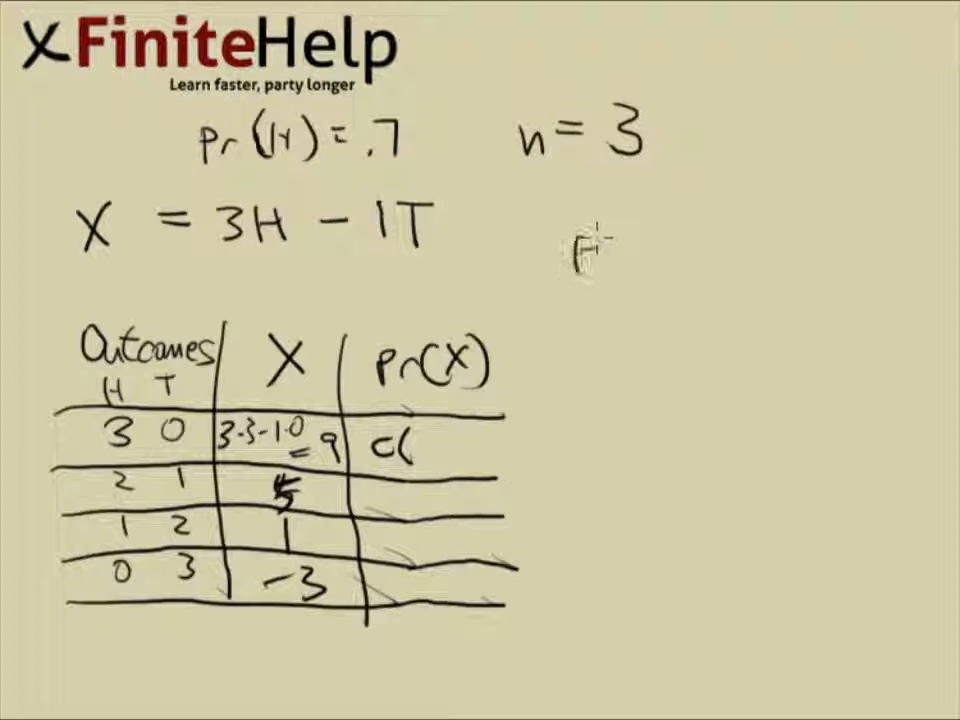 XFiniteHelp
Learn faster, party longer
Pr(H) = .7 n = 3
X = 3H - 1T
Outcomes X Pr(X)
H T
3 0 3·3-1·0 = 9 C(
2 1 5
1 2 1
0 3 -3